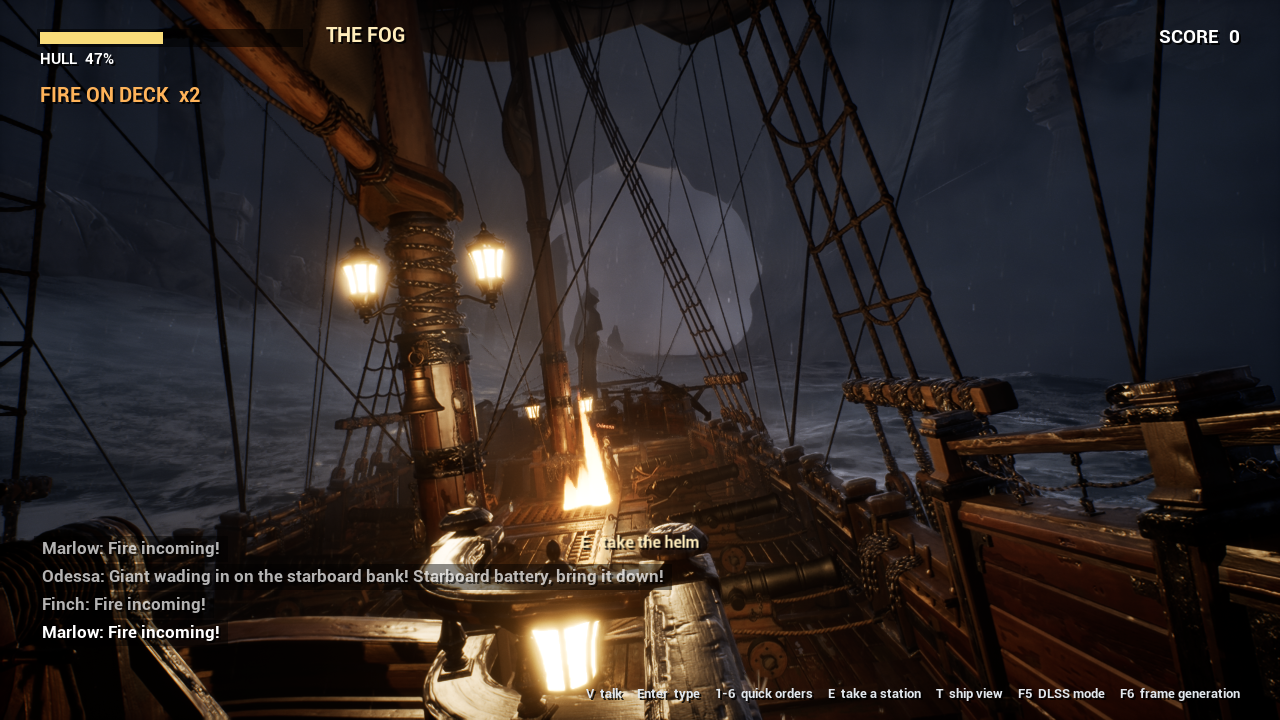 THE FOG
SCORE 0
HULL 47%
FIRE ON DECK x2
E take the helm
Marlow: Fire incoming!
Odessa: Giant wading in on the starboard bank! Starboard battery, bring it down!
Finch: Fire incoming!
Marlow: Fire incoming!
V talk Enter type 1-6 quick orders E take a station T ship view F5 DLSS mode F6 frame generation